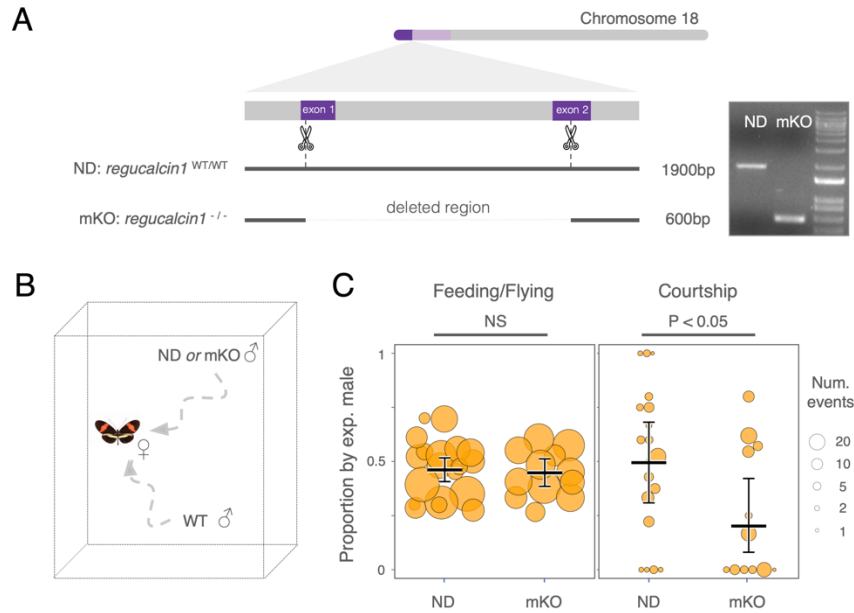 A
Chromosome 18
exon 1
exon 2
ND: regucalcin1 WT/WT
1900bp
mKO: regucalcin1 -/-
deleted region
600bp
ND mKO
B
ND or mKO ♂
♀
WT ♂
C
Feeding/Flying
Courtship
NS
P < 0.05
Proportion by exp. male
1
0.5
0
ND
mKO
ND
mKO
Num.
events
20
10
5
2
1